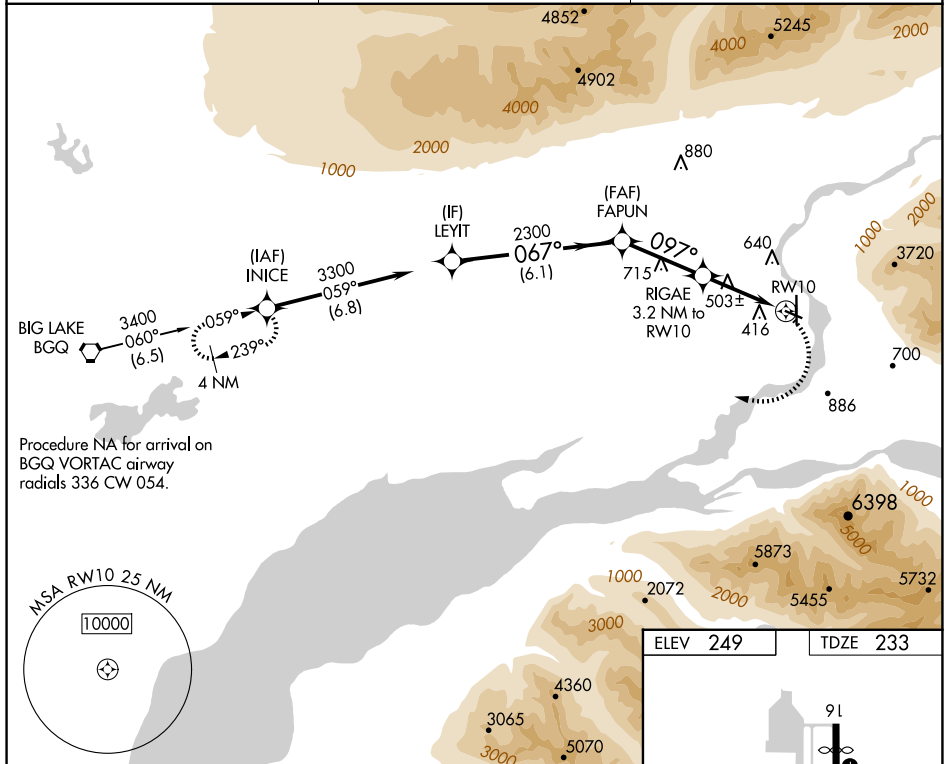 4852
5245
4000
2000
4902
4000
2000
1000
880
(FAF)
FAPUN
(IF)
LEYIT
2300
067°
(6.1)
097°
640
1000
2000
3720
(IAF)
INICE
3300
059°
(6.8)
715
RIGAE
3.2 NM to
RW10
503±
RW10
416
BIG LAKE
BGQ
3400
060°
(6.5)
059°
239°
4 NM
700
886
Procedure NA for arrival on
BGQ VORTAC airway
radials 336 CW 054.
6398
1000
5000
5873
5455
5732
2000
1000
2072
3000
MSA RW10 25 NM
10000
4360
3065
3000
5070
ELEV 249
TDZE 233
16